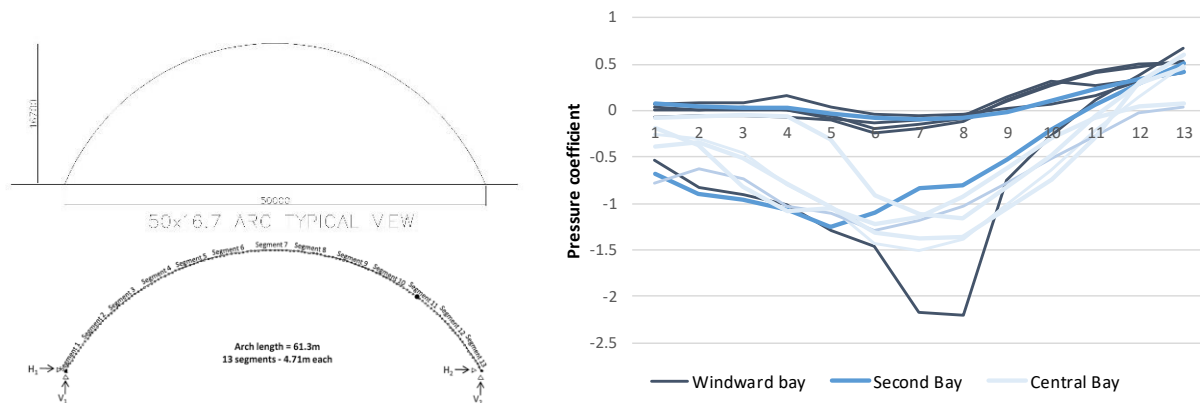 16700
50000
50x16.7 ARC TYPICAL VIEW
Segment 1
Segment 2
Segment 3
Segment 4
Segment 5
Segment 6
Segment 7
Segment 8
Segment 9
Segment 10
Segment 11
Segment 12
Segment 13
Arch length = 61.3m
13 segments - 4.71m each
H₁
V₁
H₂
V₂
Pressure coefficient
1
0.5
0
-0.5
-1
-1.5
-2
-2.5
1 2 3 4 5 6 7 8 9 10 11 12 13
Windward bay Second Bay Central Bay